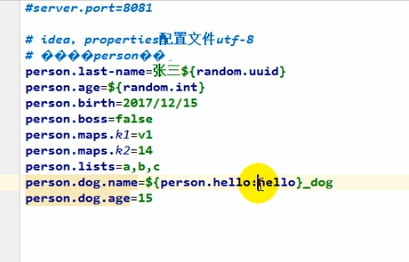 #server.port=8081
# idea, properties配置文件utf-8
# ����person��
person.last-name=张三${random.uuid}
person.age=${random.int}
person.birth=2017/12/15
person.boss=false
person.maps.k1=v1
person.maps.k2=14
person.lists=a,b,c
person.dog.name=${person.hello:hello}_dog
person.dog.age=15